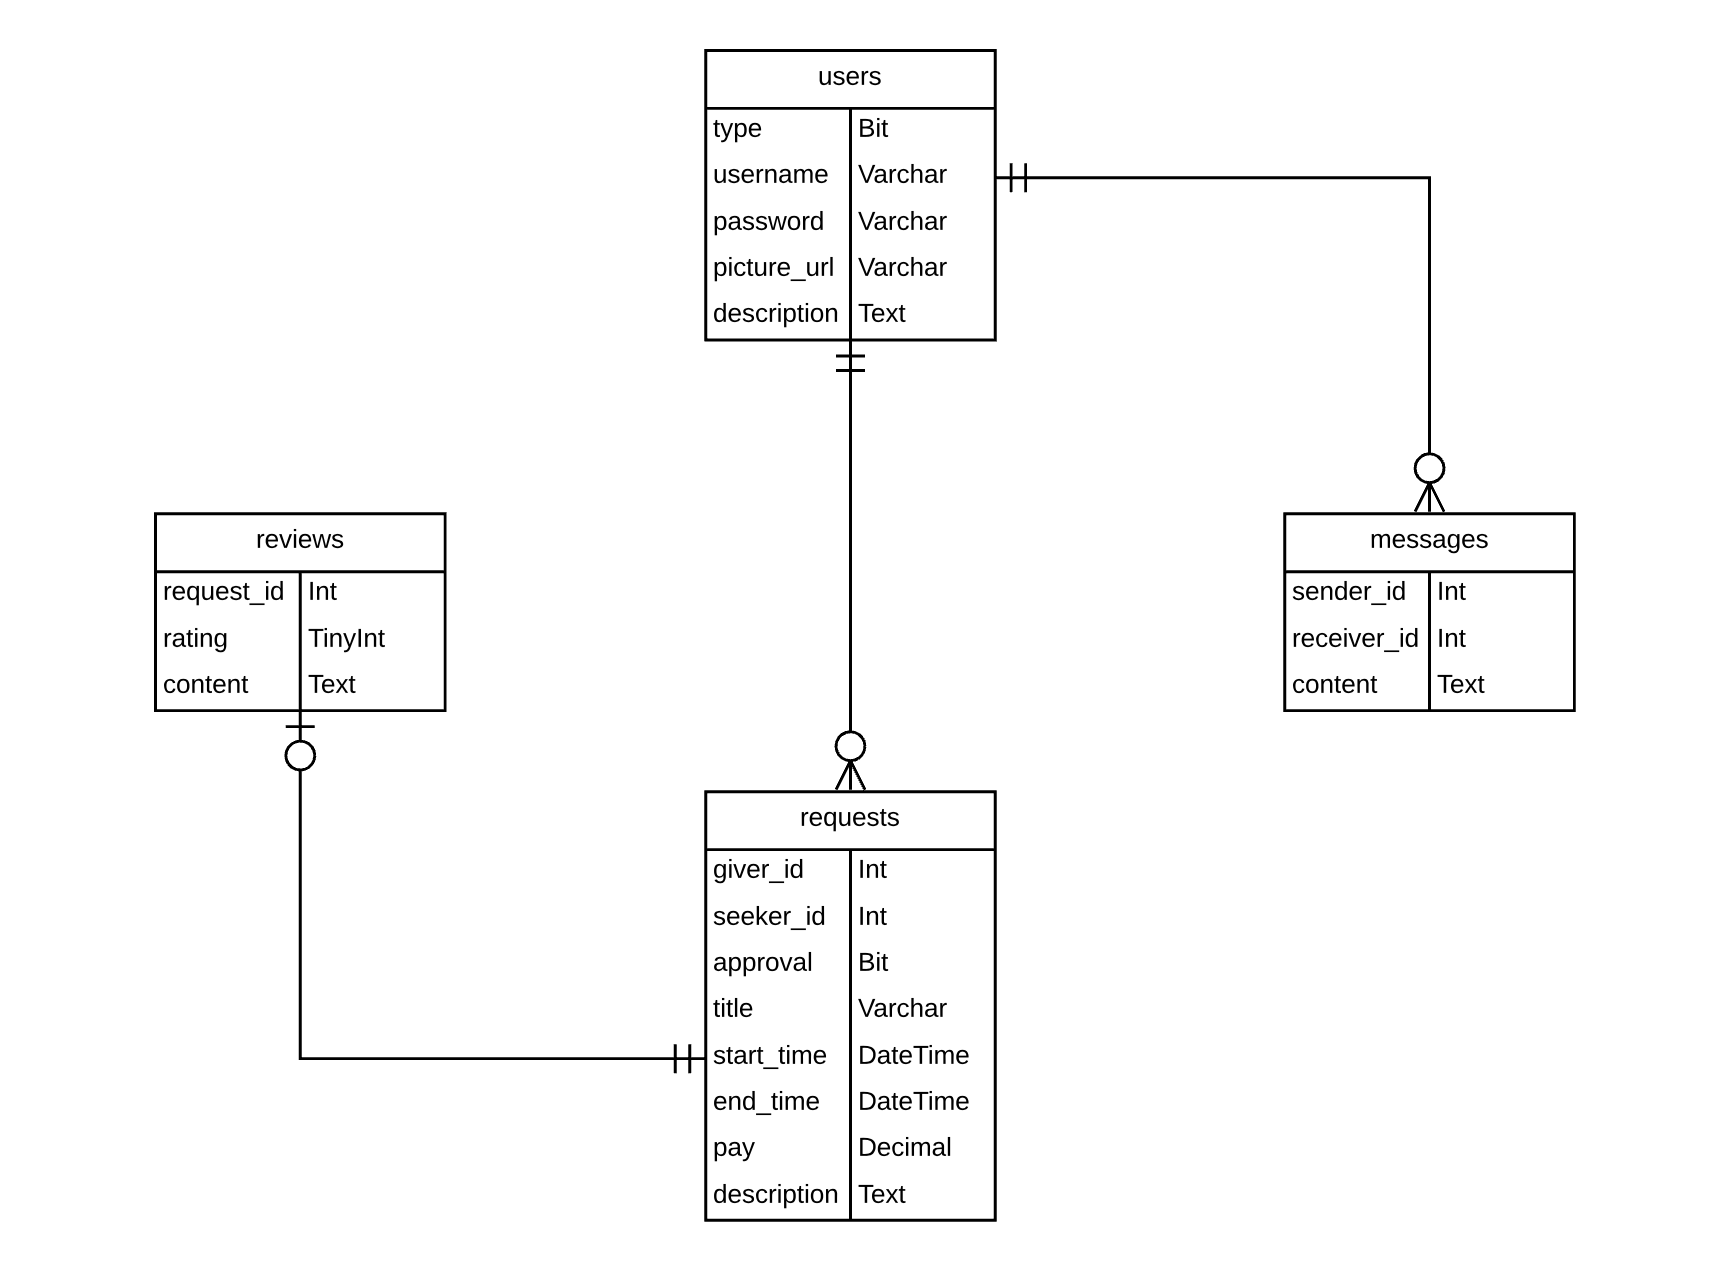 users
type Bit
username Varchar
password Varchar
picture_url Varchar
description Text
reviews
request_id Int
rating TinyInt
content Text
messages
sender_id Int
receiver_id Int
content Text
requests
giver_id Int
seeker_id Int
approval Bit
title Varchar
start_time DateTime
end_time DateTime
pay Decimal
description Text